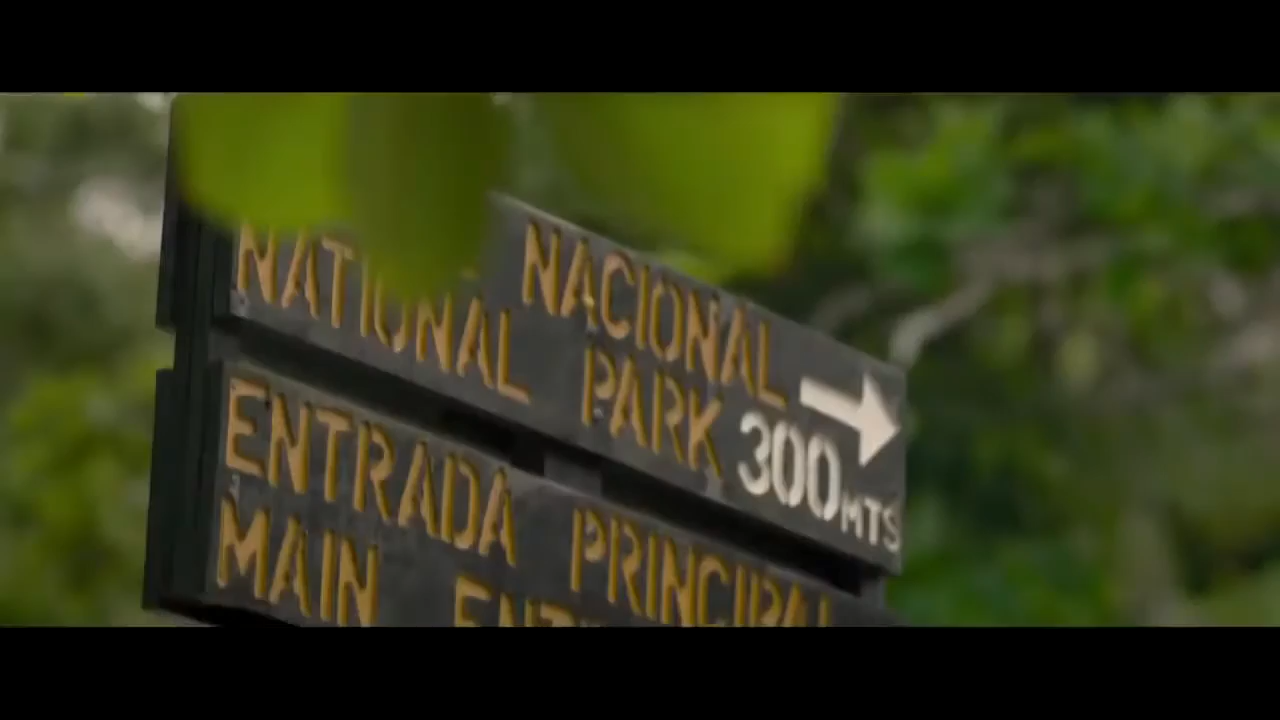 NACIONAL
NATIONAL PARK
300 MTS
ENTRADA PRINCIPAL
MAIN